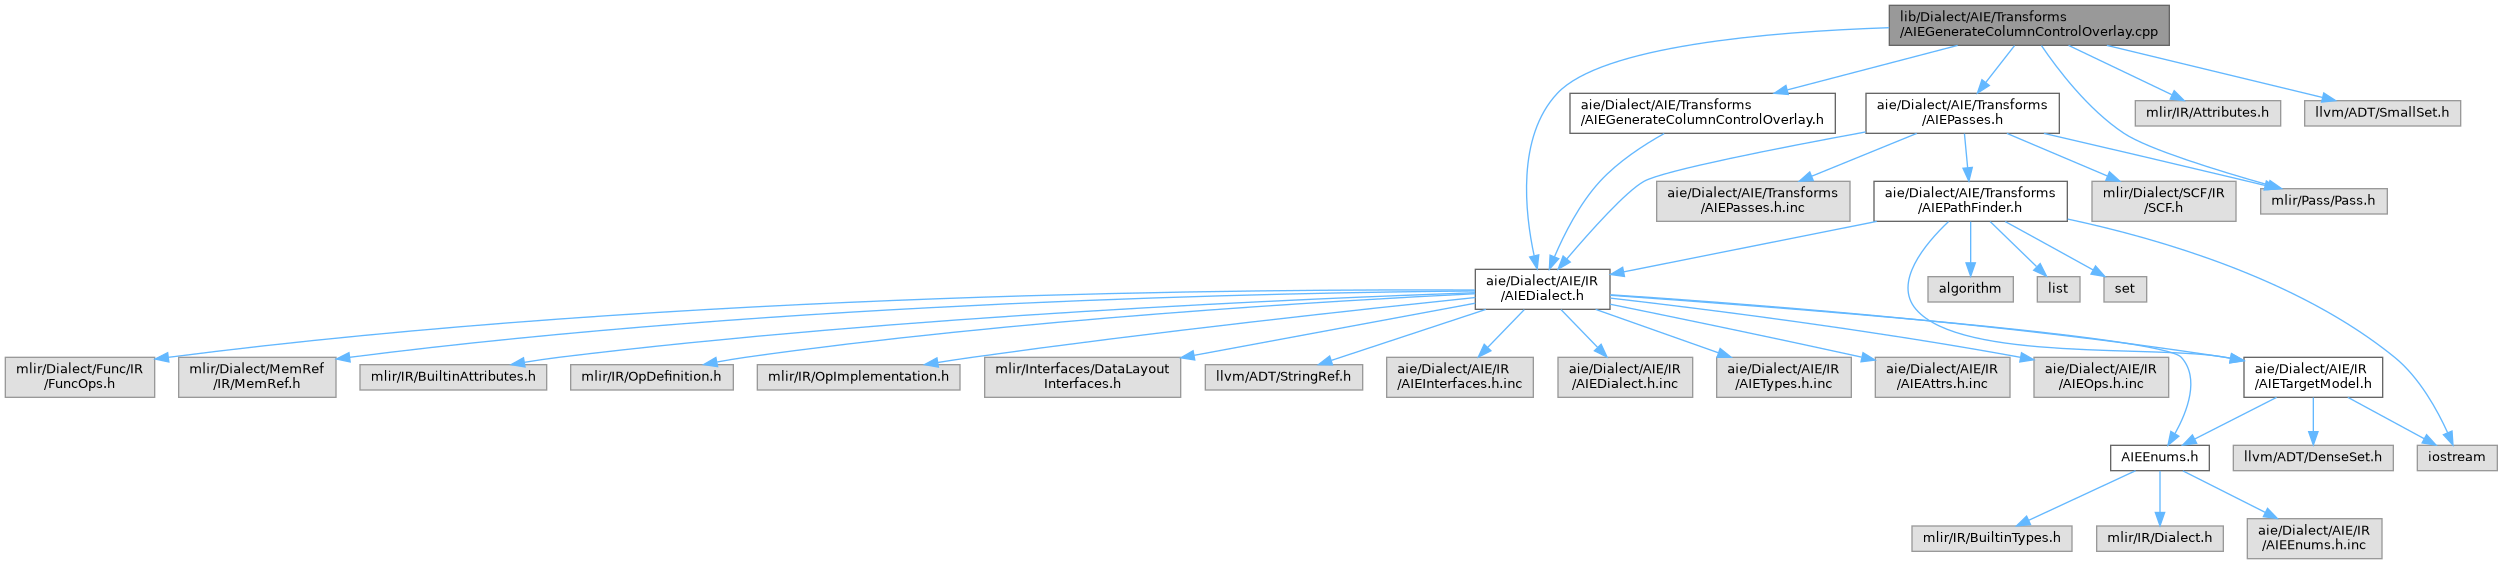 lib/Dialect/AIE/Transforms
/AIEGenerateColumnControlOverlay.cpp
aie/Dialect/AIE/Transforms
/AIEGenerateColumnControlOverlay.h
aie/Dialect/AIE/Transforms
/AIEPasses.h
mlir/IR/Attributes.h
llvm/ADT/SmallSet.h
aie/Dialect/AIE/Transforms
/AIEPasses.h.inc
aie/Dialect/AIE/Transforms
/AIEPathFinder.h
mlir/Dialect/SCF/IR
/SCF.h
mlir/Pass/Pass.h
aie/Dialect/AIE/IR
/AIEDialect.h
algorithm
list
set
mlir/Dialect/Func/IR
/FuncOps.h
mlir/Dialect/MemRef
/IR/MemRef.h
mlir/IR/BuiltinAttributes.h
mlir/IR/OpDefinition.h
mlir/IR/OpImplementation.h
mlir/Interfaces/DataLayout
Interfaces.h
llvm/ADT/StringRef.h
aie/Dialect/AIE/IR
/AIEInterfaces.h.inc
aie/Dialect/AIE/IR
/AIEDialect.h.inc
aie/Dialect/AIE/IR
/AIETypes.h.inc
aie/Dialect/AIE/IR
/AIEAttrs.h.inc
aie/Dialect/AIE/IR
/AIEOps.h.inc
aie/Dialect/AIE/IR
/AIETargetModel.h
AIEEnums.h
llvm/ADT/DenseSet.h
iostream
mlir/IR/BuiltinTypes.h
mlir/IR/Dialect.h
aie/Dialect/AIE/IR
/AIEEnums.h.inc